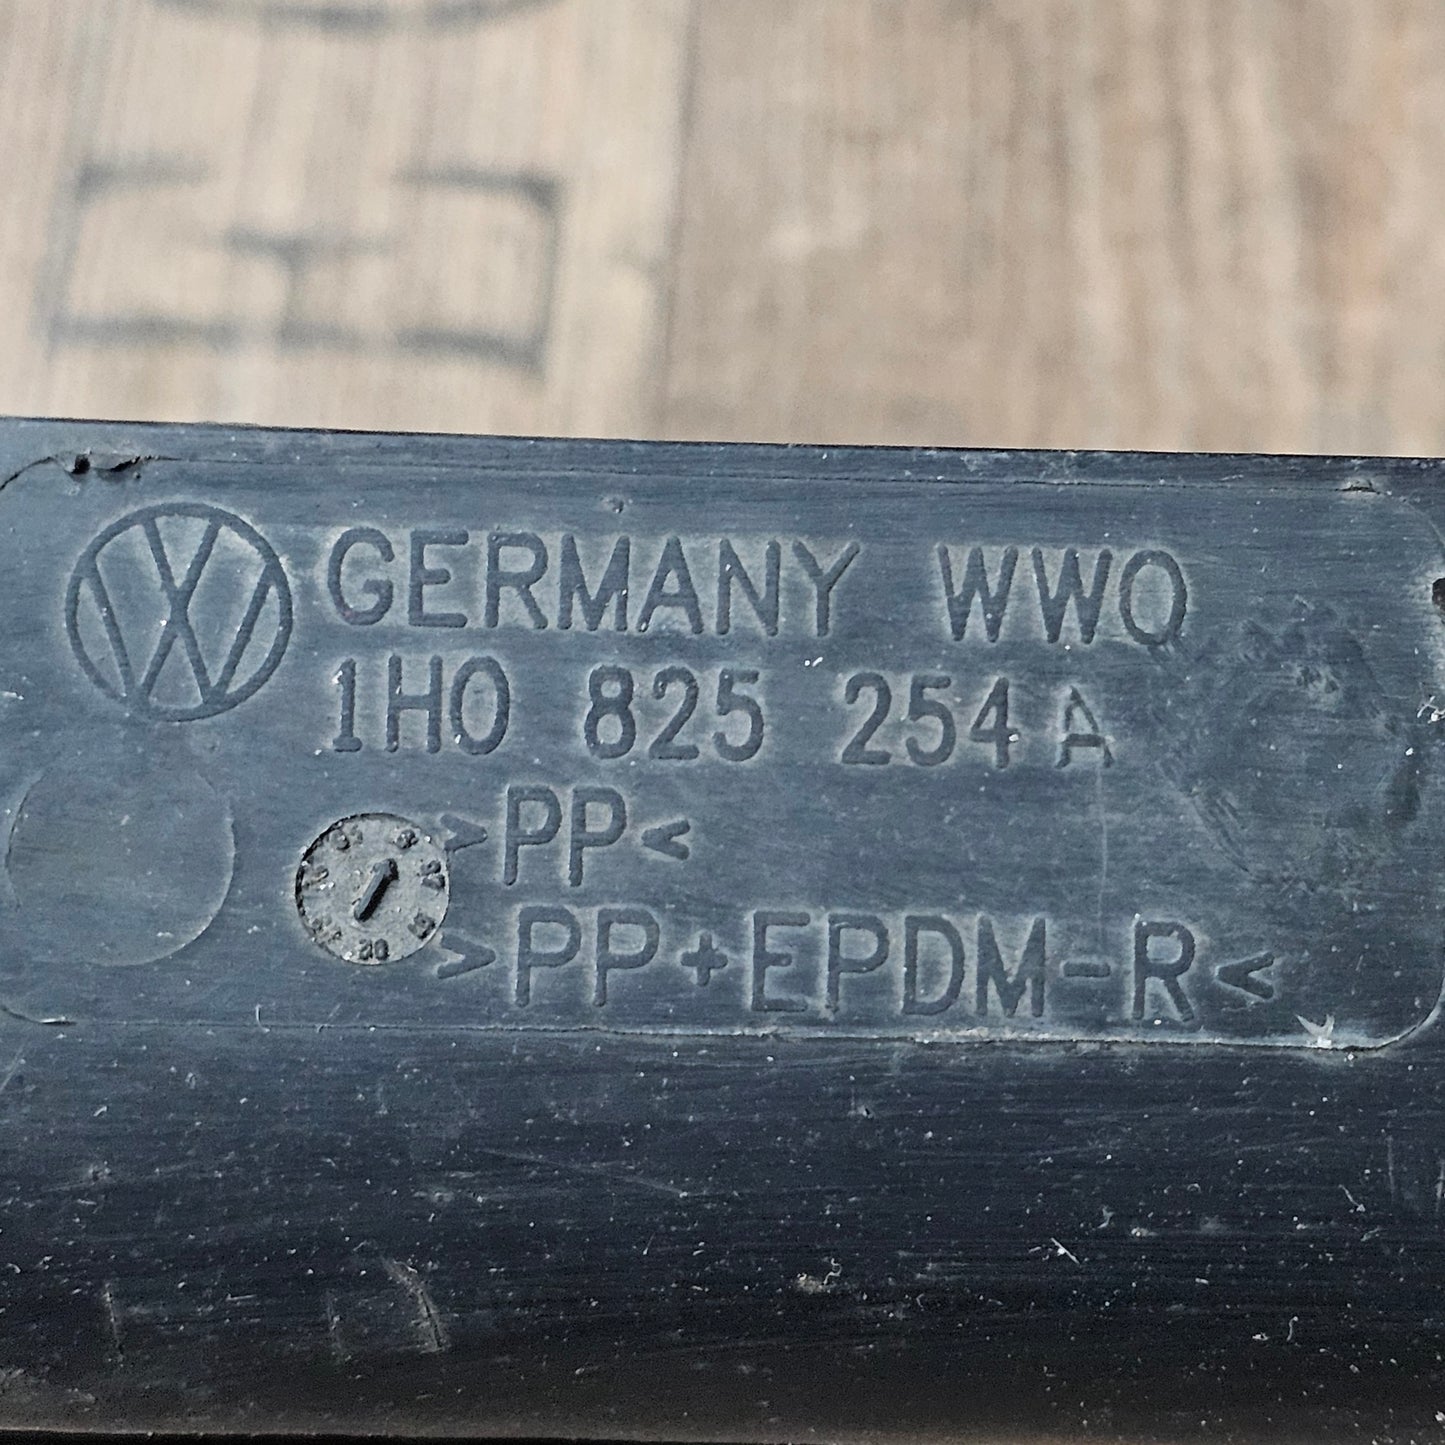 GERMANY WWO
1H0 825 254 A
>PP<
>PP+EPDM-R<